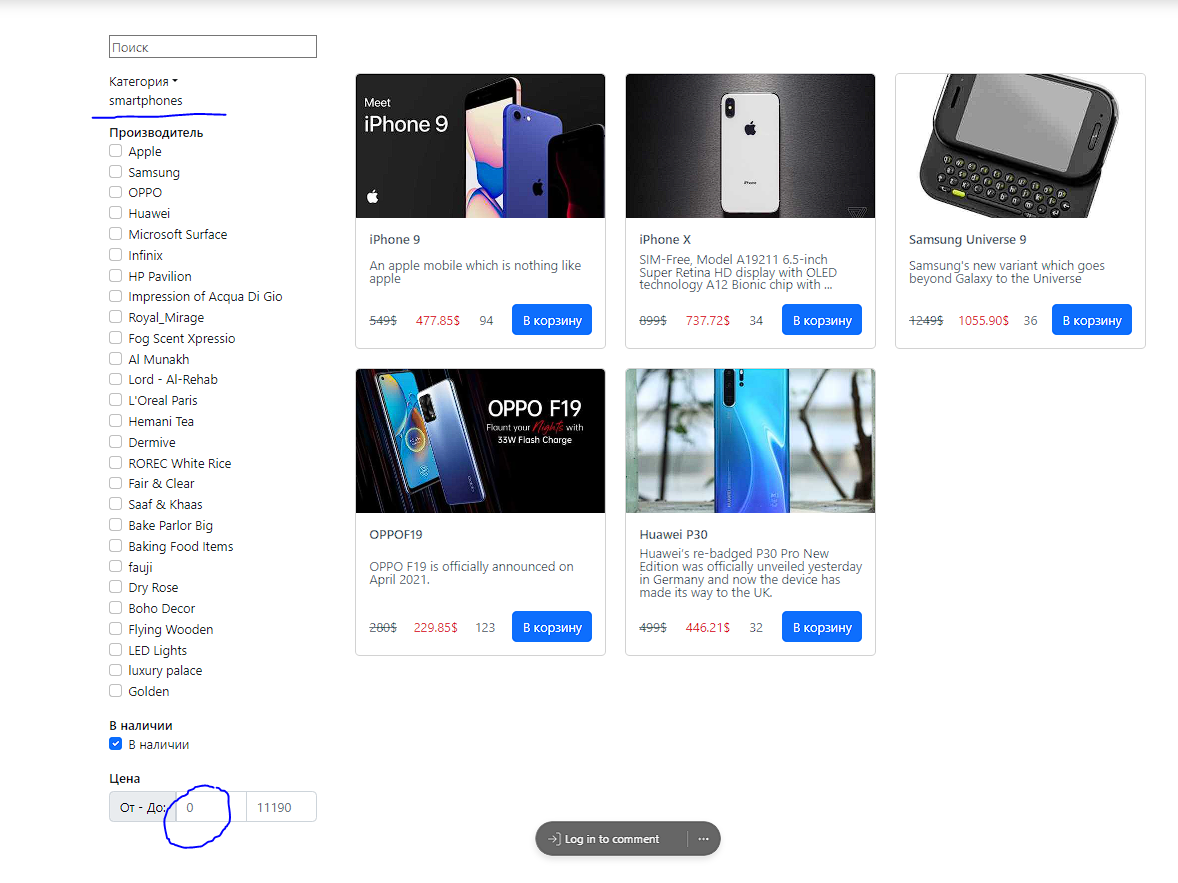 Поиск
Категория
smartphones
Производитель
Apple
Samsung
OPPO
Huawei
Microsoft Surface
Infinix
HP Pavilion
Impression of Acqua Di Gio
Royal_Mirage
Fog Scent Xpressio
Al Munakh
Lord - Al-Rehab
L'Oreal Paris
Hemani Tea
Dermive
ROREC White Rice
Fair & Clear
Saaf & Khaas
Bake Parlor Big
Baking Food Items
fauji
Dry Rose
Boho Decor
Flying Wooden
LED Lights
luxury palace
Golden
В наличии
В наличии
Цена
От - До: 0 11190
Meet
iPhone 9
iPhone 9
An apple mobile which is nothing like
apple
549$ 477.85$ 94 В корзину
iPhone
iPhone X
SIM-Free, Model A19211 6.5-inch
Super Retina HD display with OLED
technology A12 Bionic chip with ...
899$ 737.72$ 34 В корзину
Samsung Universe 9
Samsung's new variant which goes
beyond Galaxy to the Universe
1249$ 1055.90$ 36 В корзину
OPPO F19
Flaunt your Nights with
33W Flash Charge
OPPOF19
OPPO F19 is officially announced on
April 2021.
280$ 229.85$ 123 В корзину
Huawei P30
Huawei's re-badged P30 Pro New
Edition was officially unveiled yesterday
in Germany and now the device has
made its way to the UK.
499$ 446.21$ 32 В корзину
Log in to comment